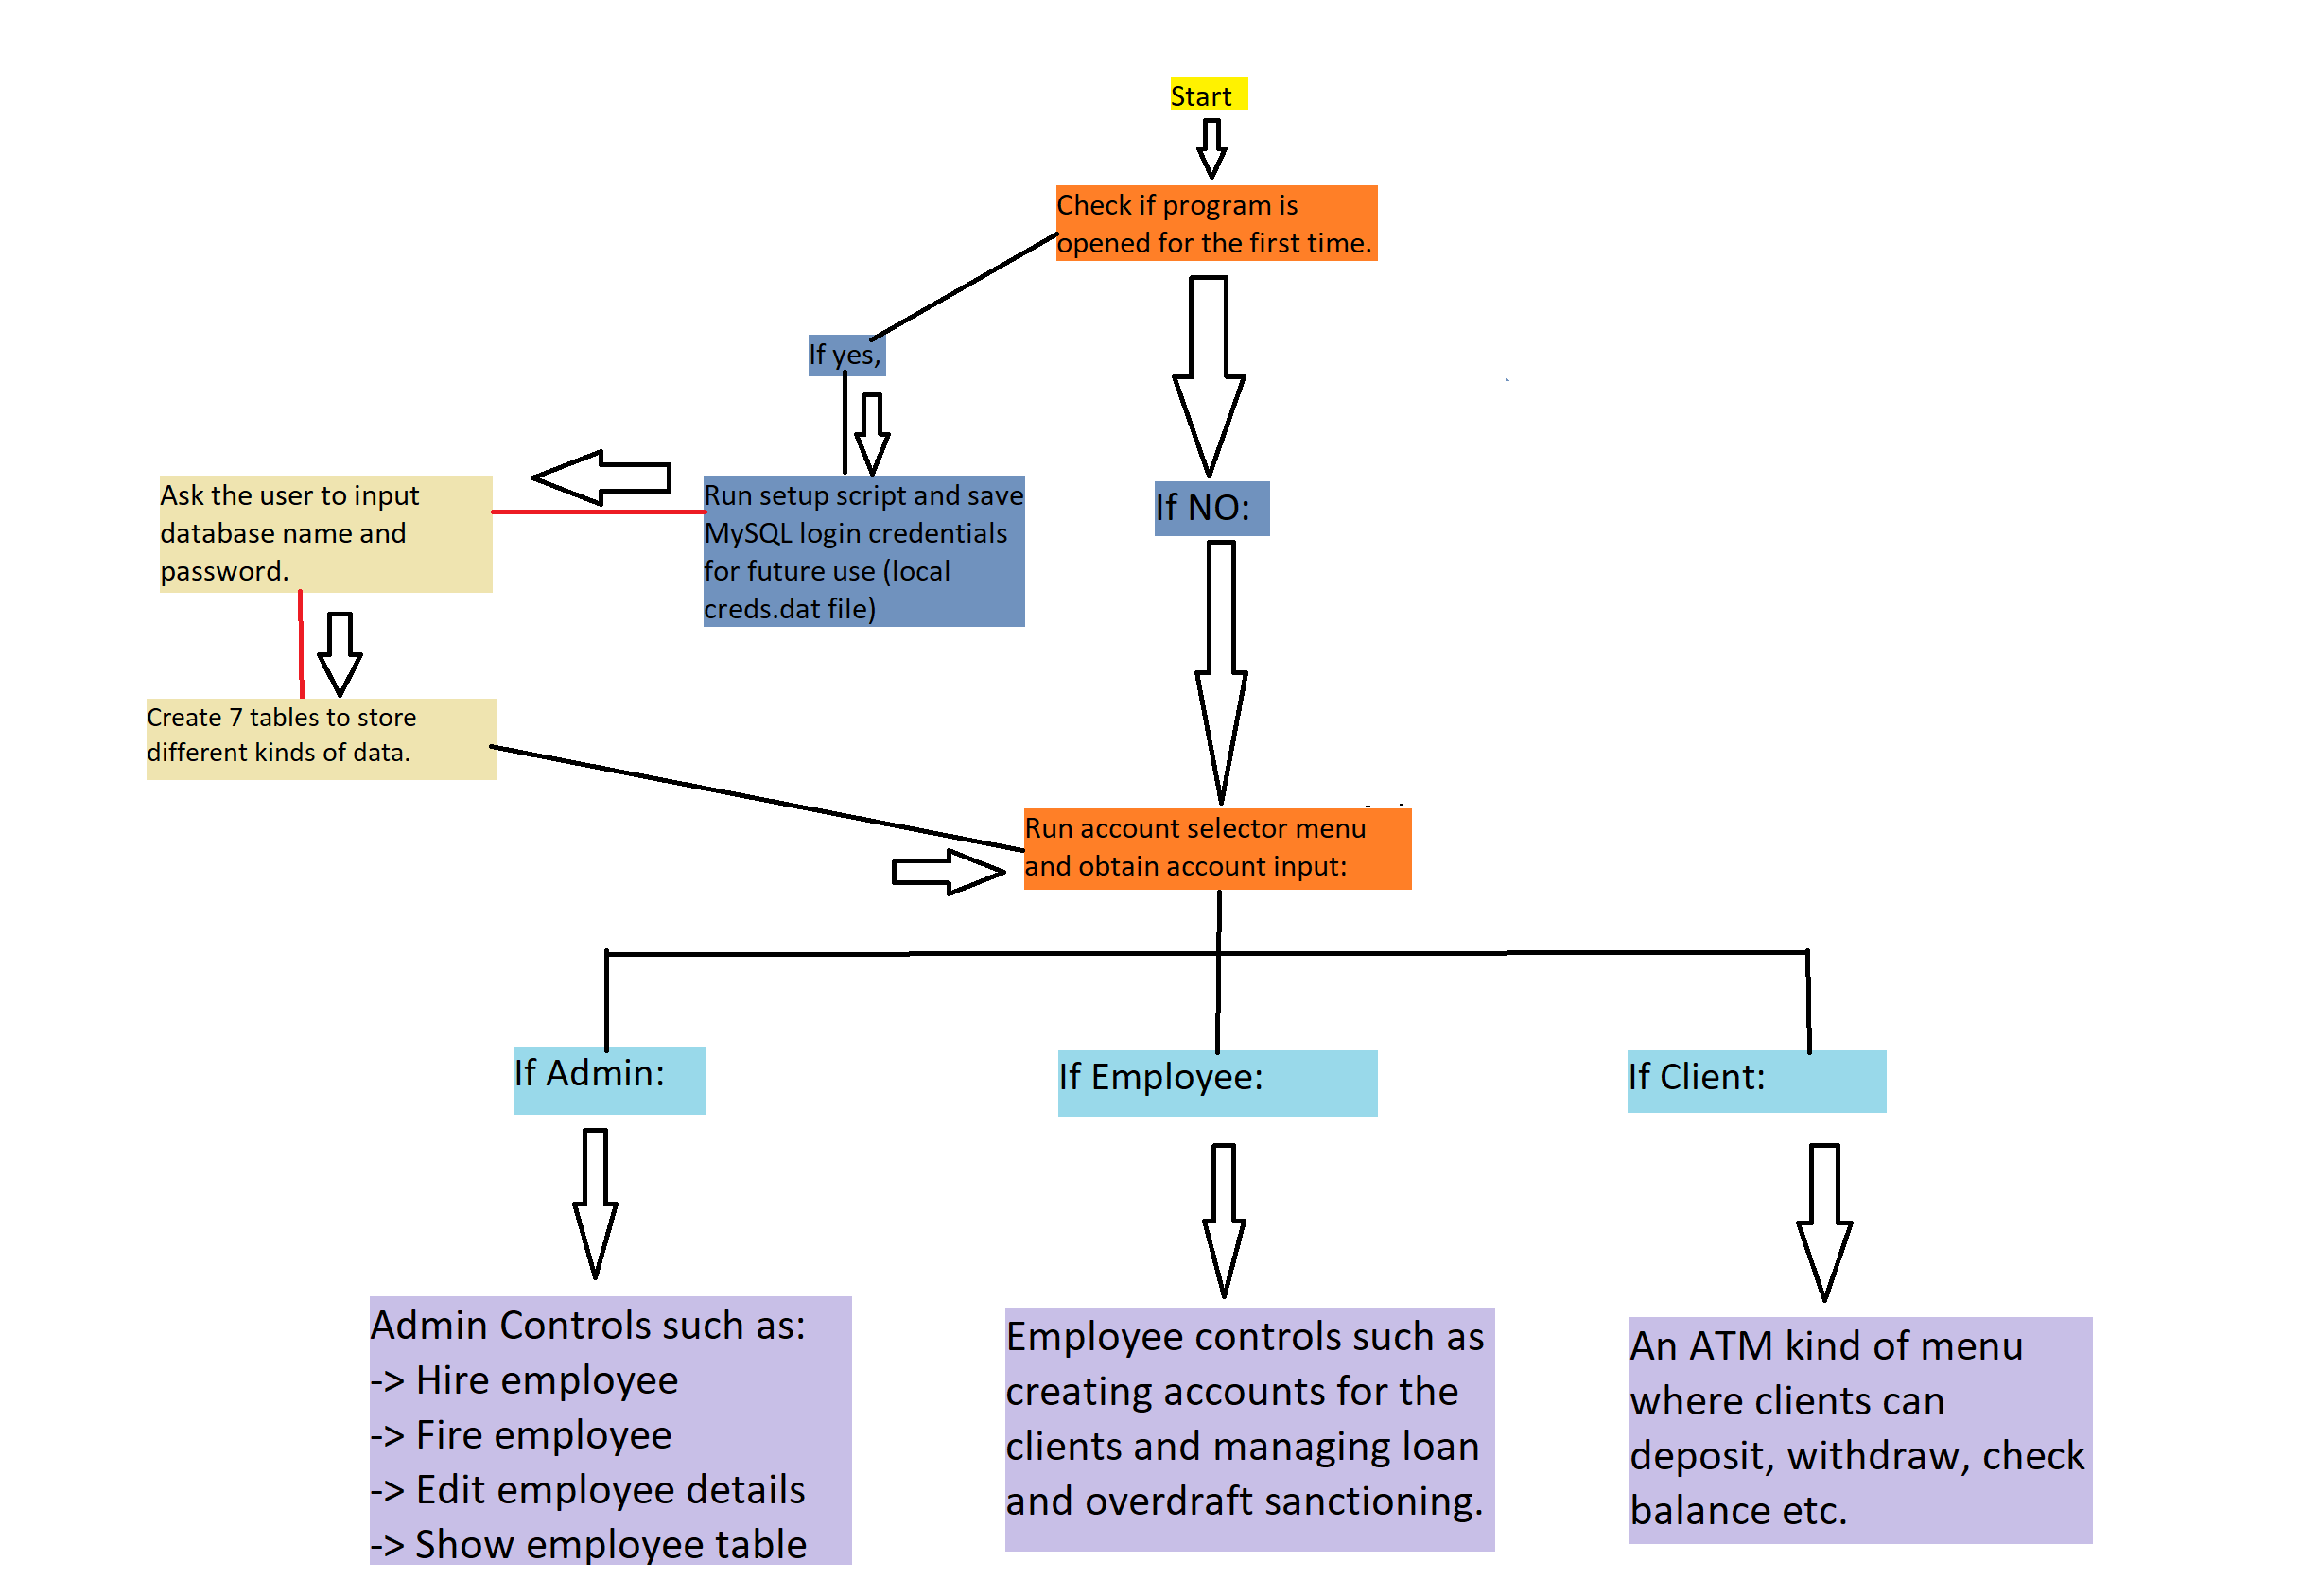 Start
Check if program is
opened for the first time.
If yes,
Ask the user to input
database name and
password.
Run setup script and save
MySQL login credentials
for future use (local
creds.dat file)
If NO:
Create 7 tables to store
different kinds of data.
Run account selector menu
and obtain account input:
If Admin:
If Employee:
If Client:
Admin Controls such as:
-> Hire employee
-> Fire employee
-> Edit employee details
-> Show employee table
Employee controls such as
creating accounts for the
clients and managing loan
and overdraft sanctioning.
An ATM kind of menu
where clients can
deposit, withdraw, check
balance etc.